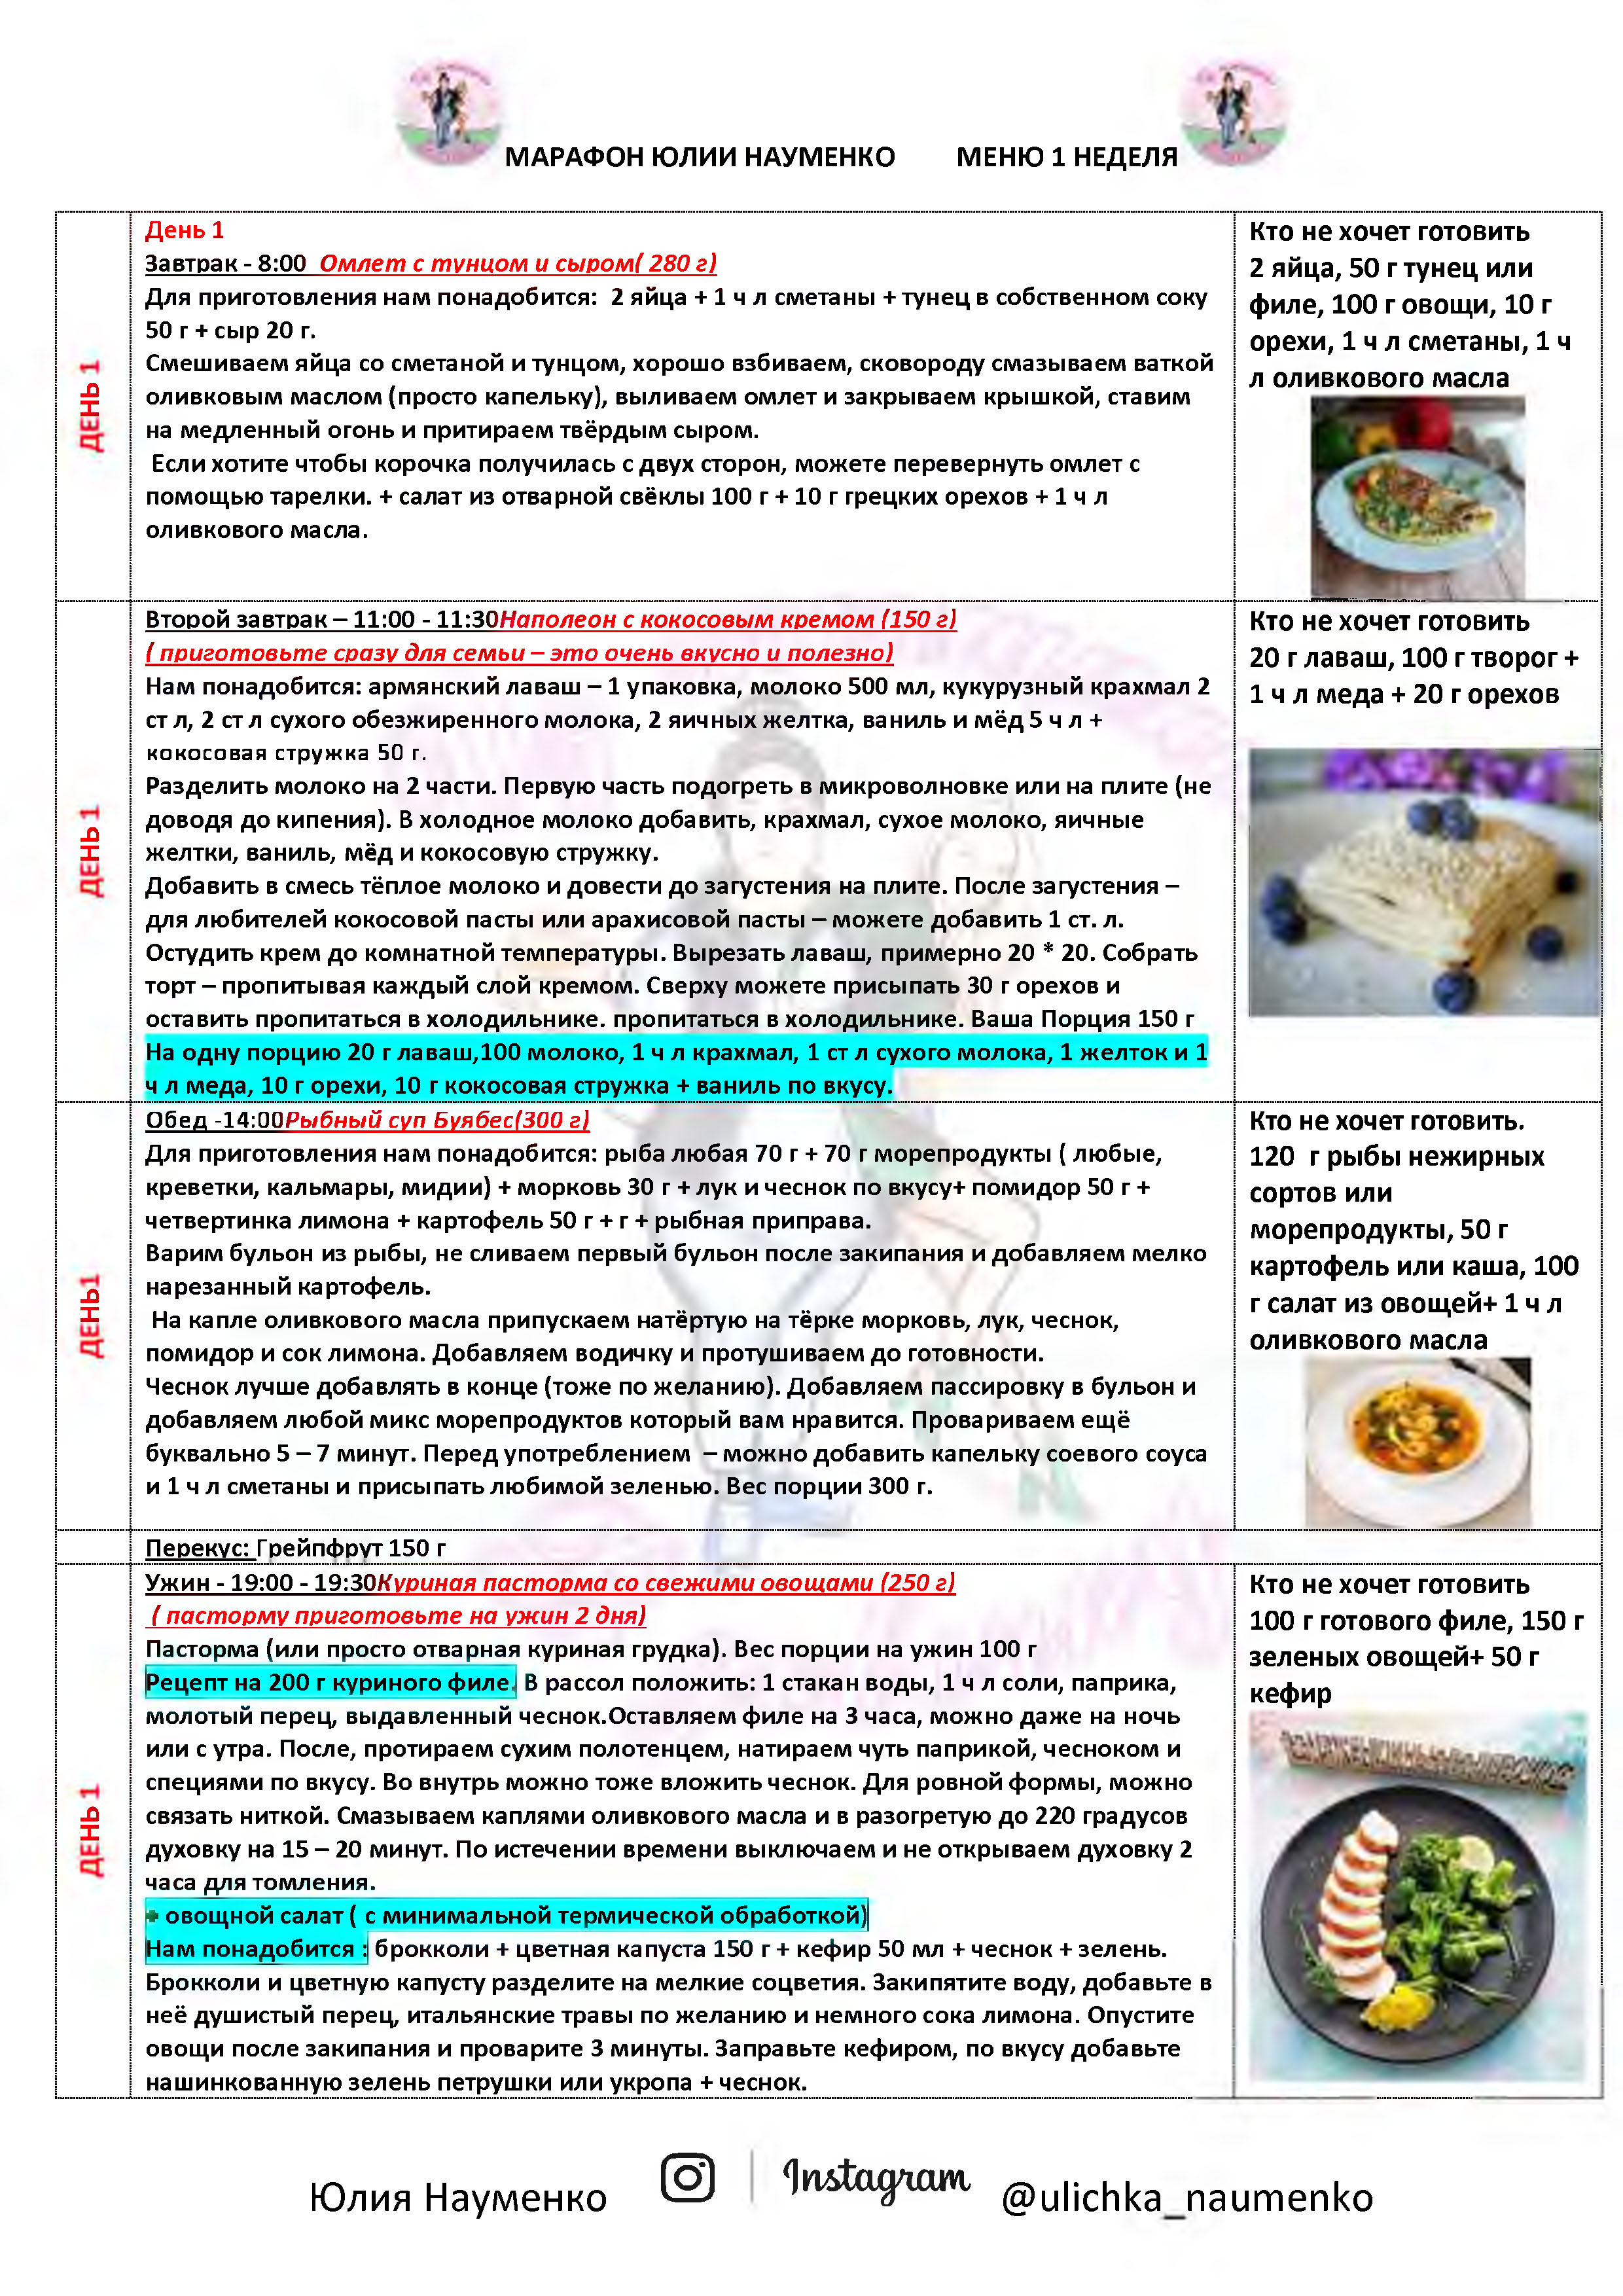 МАРАФОН ЮЛИИ НАУМЕНКО МЕНЮ 1 НЕДЕЛЯ
ДЕНЬ 1
День 1
Завтрак - 8:00 Омлет с тунцом и сыром( 280 г)
Для приготовления нам понадобится: 2 яйца + 1 ч л сметаны + тунец в собственном соку
50 г + сыр 20 г.
Смешиваем яйца со сметаной и тунцом, хорошо взбиваем, сковороду смазываем ваткой
оливковым маслом (просто капельку), выливаем омлет и закрываем крышкой, ставим
на медленный огонь и притираем твёрдым сыром.
Если хотите чтобы корочка получилась с двух сторон, можете перевернуть омлет с
помощью тарелки. + салат из отварной свёклы 100 г + 10 г грецких орехов + 1 ч л
оливкового масла.
Кто не хочет готовить
2 яйца, 50 г тунец или
филе, 100 г овощи, 10 г
орехи, 1 ч л сметаны, 1 ч
л оливкового масла
ДЕНЬ 1
Второй завтрак – 11:00 - 11:30Наполеон с кокосовым кремом (150 г)
( приготовьте сразу для семьи – это очень вкусно и полезно)
Нам понадобится: армянский лаваш – 1 упаковка, молоко 500 мл, кукурузный крахмал 2
ст л, 2 ст л сухого обезжиренного молока, 2 яичных желтка, ваниль и мёд 5 ч л +
кокосовая стружка 50 г.
Разделить молоко на 2 части. Первую часть подогреть в микроволновке или на плите (не
доводя до кипения). В холодное молоко добавить, крахмал, сухое молоко, яичные
желтки, ваниль, мёд и кокосовую стружку.
Добавить в смесь тёплое молоко и довести до загустения на плите. После загустения –
для любителей кокосовой пасты или арахисовой пасты – можете добавить 1 ст. л.
Остудить крем до комнатной температуры. Вырезать лаваш, примерно 20 * 20. Собрать
торт – пропитывая каждый слой кремом. Сверху можете присыпать 30 г орехов и
оставить пропитаться в холодильнике. пропитаться в холодильнике. Ваша Порция 150 г
На одну порцию 20 г лаваш,100 молоко, 1 ч л крахмал, 1 ст л сухого молока, 1 желток и 1
ч л меда, 10 г орехи, 10 г кокосовая стружка + ваниль по вкусу.
Кто не хочет готовить
20 г лаваш, 100 г творог +
1 ч л меда + 20 г орехов
ДЕНЬ1
Обед -14:00Рыбный суп Буябес(300 г)
Для приготовления нам понадобится: рыба любая 70 г + 70 г морепродукты ( любые,
креветки, кальмары, мидии) + морковь 30 г + лук и чеснок по вкусу+ помидор 50 г +
четвертинка лимона + картофель 50 г + г + рыбная приправа.
Варим бульон из рыбы, не сливаем первый бульон после закипания и добавляем мелко
нарезанный картофель.
На капле оливкового масла припускаем натёртую на тёрке морковь, лук, чеснок,
помидор и сок лимона. Добавляем водичку и протушиваем до готовности.
Чеснок лучше добавлять в конце (тоже по желанию). Добавляем пассировку в бульон и
добавляем любой микс морепродуктов который вам нравится. Провариваем ещё
буквально 5 – 7 минут. Перед употреблением – можно добавить капельку соевого соуса
и 1 ч л сметаны и присыпать любимой зеленью. Вес порции 300 г.
Кто не хочет готовить.
120 г рыбы нежирных
сортов или
морепродукты, 50 г
картофель или каша, 100
г салат из овощей+ 1 ч л
оливкового масла
Перекус: Грейпфрут 150 г
ДЕНЬ 1
Ужин - 19:00 - 19:30Куриная пасторма со свежими овощами (250 г)
( пасторму приготовьте на ужин 2 дня)
Пасторма (или просто отварная куриная грудка). Вес порции на ужин 100 г
Рецепт на 200 г куриного филе. В рассол положить: 1 стакан воды, 1 ч л соли, паприка,
молотый перец, выдавленный чеснок.Оставляем филе на 3 часа, можно даже на ночь
или с утра. После, протираем сухим полотенцем, натираем чуть паприкой, чесноком и
специями по вкусу. Во внутрь можно тоже вложить чеснок. Для ровной формы, можно
связать ниткой. Смазываем каплями оливкового масла и в разогретую до 220 градусов
духовку на 15 – 20 минут. По истечении времени выключаем и не открываем духовку 2
часа для томления.
+ овощной салат ( с минимальной термической обработкой)
Нам понадобится : брокколи + цветная капуста 150 г + кефир 50 мл + чеснок + зелень.
Брокколи и цветную капусту разделите на мелкие соцветия. Закипятите воду, добавьте в
неё душистый перец, итальянские травы по желанию и немного сока лимона. Опустите
овощи после закипания и проварите 3 минуты. Заправьте кефиром, по вкусу добавьте
нашинкованную зелень петрушки или укропа + чеснок.
Кто не хочет готовить
100 г готового филе, 150 г
зеленых овощей+ 50 г
кефир
Юлия Науменко Instagram @ulichka_naumenko